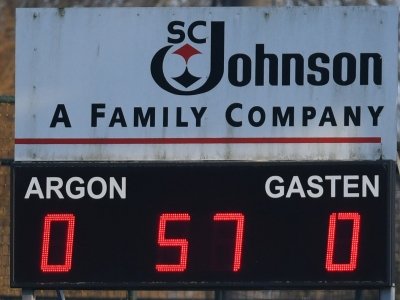 SC
Johnson
A FAMILY COMPANY
ARGON GASTEN
0 57 0